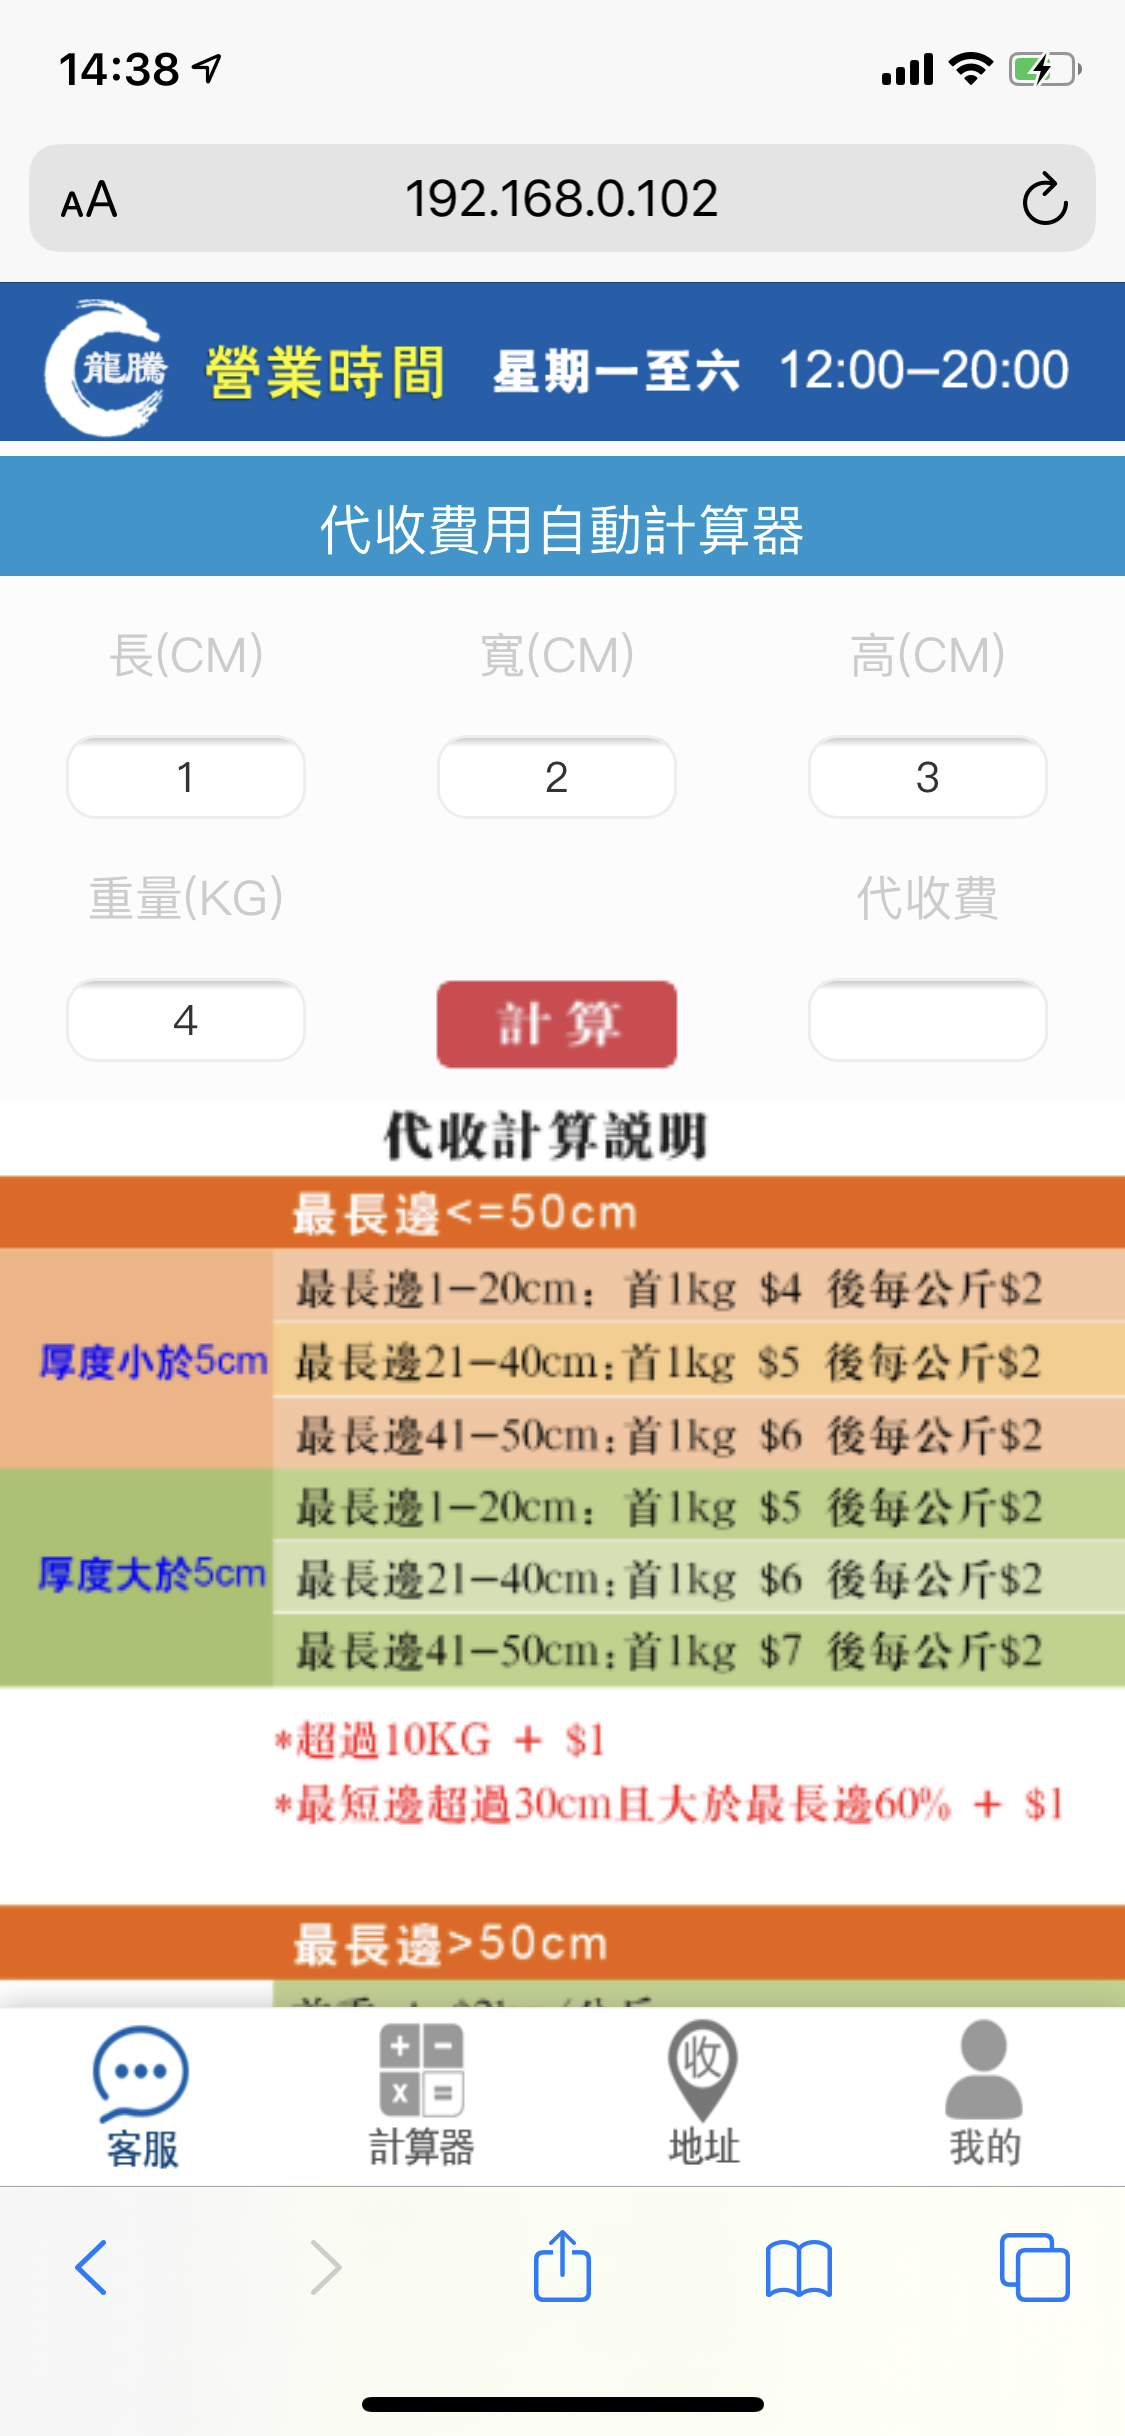 14:38
AA 192.168.0.102
龍騰 營業時間 星期一至六 12:00—20:00
代收費用自動計算器
長(CM) 寬(CM) 高(CM)
1 2 3
重量(KG) 代收費
4 計算
代收計算説明
最長邊<=50cm
厚度小於5cm
最長邊1—20cm: 首1kg $4 後每公斤$2
最長邊21—40cm:首1kg $5 後每公斤$2
最長邊41—50cm:首1kg $6 後每公斤$2
厚度大於5cm
最長邊1—20cm: 首1kg $5 後每公斤$2
最長邊21—40cm:首1kg $6 後每公斤$2
最長邊41—50cm:首1kg $7 後每公斤$2
*超過10KG + $1
*最短邊超過30cm且大於最長邊60% + $1
最長邊>50cm
客服 計算器 收 地址 我的